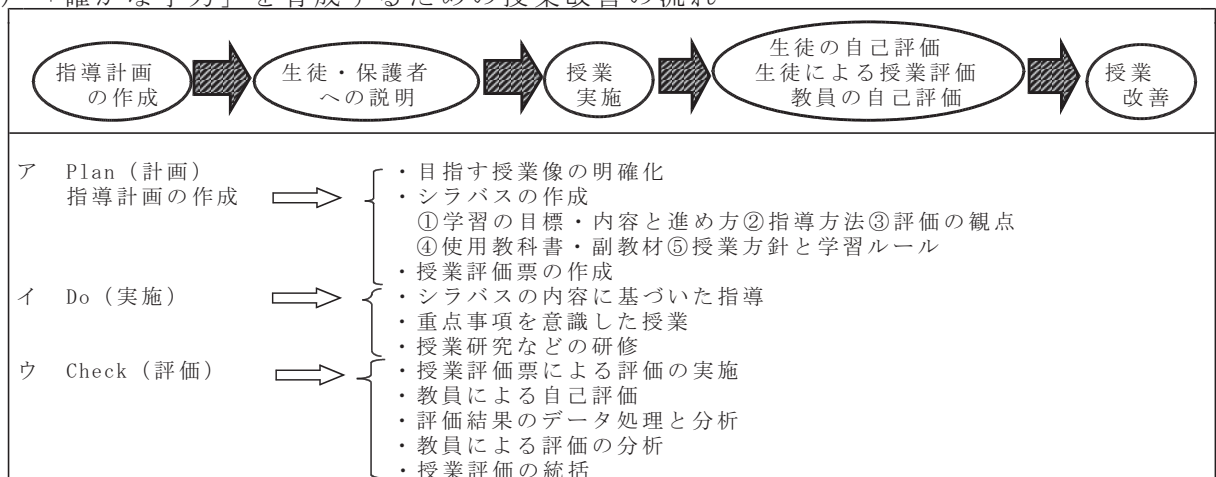 「確かな学力」を育成するための授業改善の流れ
指導計画
の作成
生徒・保護者
への説明
授業
実施
生徒の自己評価
生徒による授業評価
教員の自己評価
授業
改善
ア Plan(計画)
指導計画の作成
・目指す授業像の明確化
・シラバスの作成
①学習の目標・内容と進め方②指導方法③評価の観点
④使用教科書・副教材⑤授業方針と学習ルール
・授業評価票の作成
イ Do(実施)
・シラバスの内容に基づいた指導
・重点事項を意識した授業
・授業研究などの研修
ウ Check(評価)
・授業評価票による評価の実施
・教員による自己評価
・評価結果のデータ処理と分析
・教員による評価の分析
・授業評価の統括